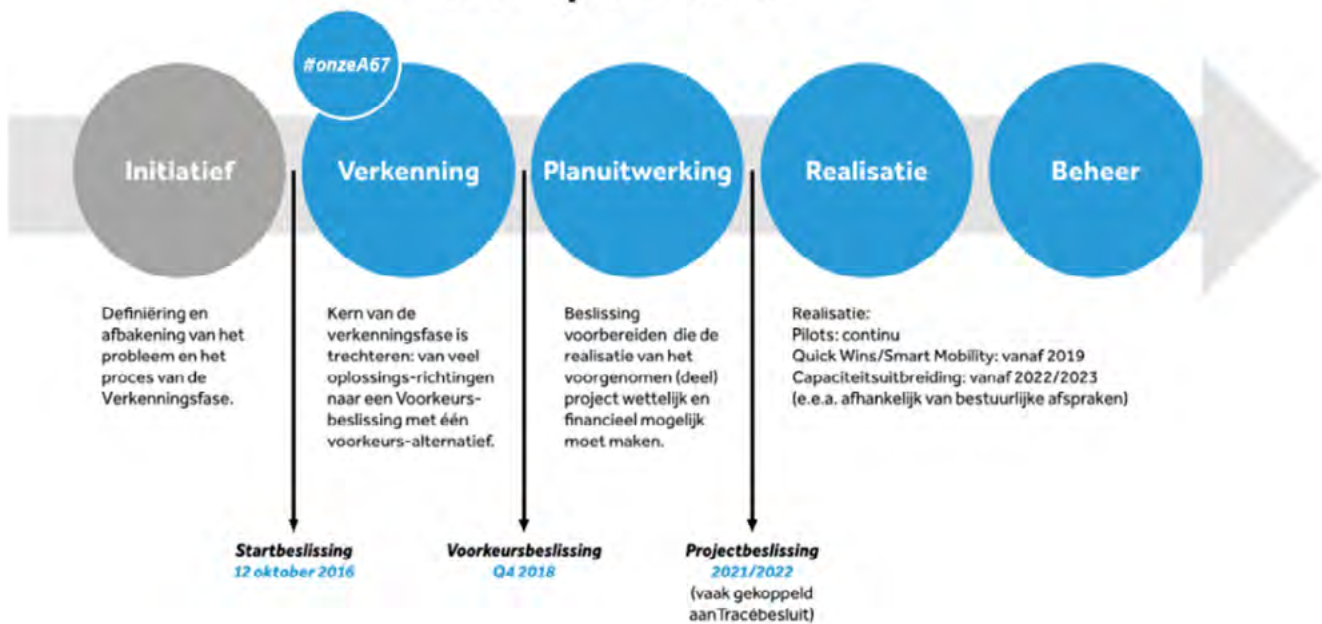 #onzeA67
Initiatief
Verkenning
Planuitwerking
Realisatie
Beheer
Definiëring en
afbakening van het
probleem en het
proces van de
Verkenningsfase.
Kern van de
verkenningsfase is
trechteren: van veel
oplossings-richtingen
naar een Voorkeurs-
beslissing met één
voorkeurs-alternatief.
Beslissing
voorbereiden die de
realisatie van het
voorgenomen (deel)
project wettelijk en
financieel mogelijk
moet maken.
Realisatie:
Pilots: continu
Quick Wins/Smart Mobility: vanaf 2019
Capaciteitsuitbreiding: vanaf 2022/2023
(e.e.a. afhankelijk van bestuurlijke afspraken)
Startbeslissing
12 oktober 2016
Voorkeursbeslissing
Q4 2018
Projectbeslissing
2021/2022
(vaak gekoppeld
aanTracébesluit)